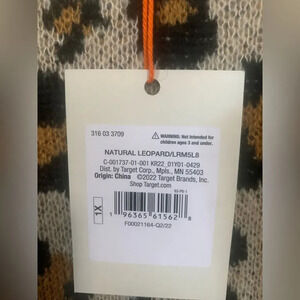 316 03 3709
WARNING: Not intended for
children ages 3 and under.
NATURAL LEOPARD/LRM5L8
C-001737-01-001 KR22_01Y01-0429
Dist. by Target Corp., Mpls, MN 55403
Origin: China ©2022 Target Brands, Inc.
Shop Target.com
1X
1 96365 61562 8
F00021164-Q2/22